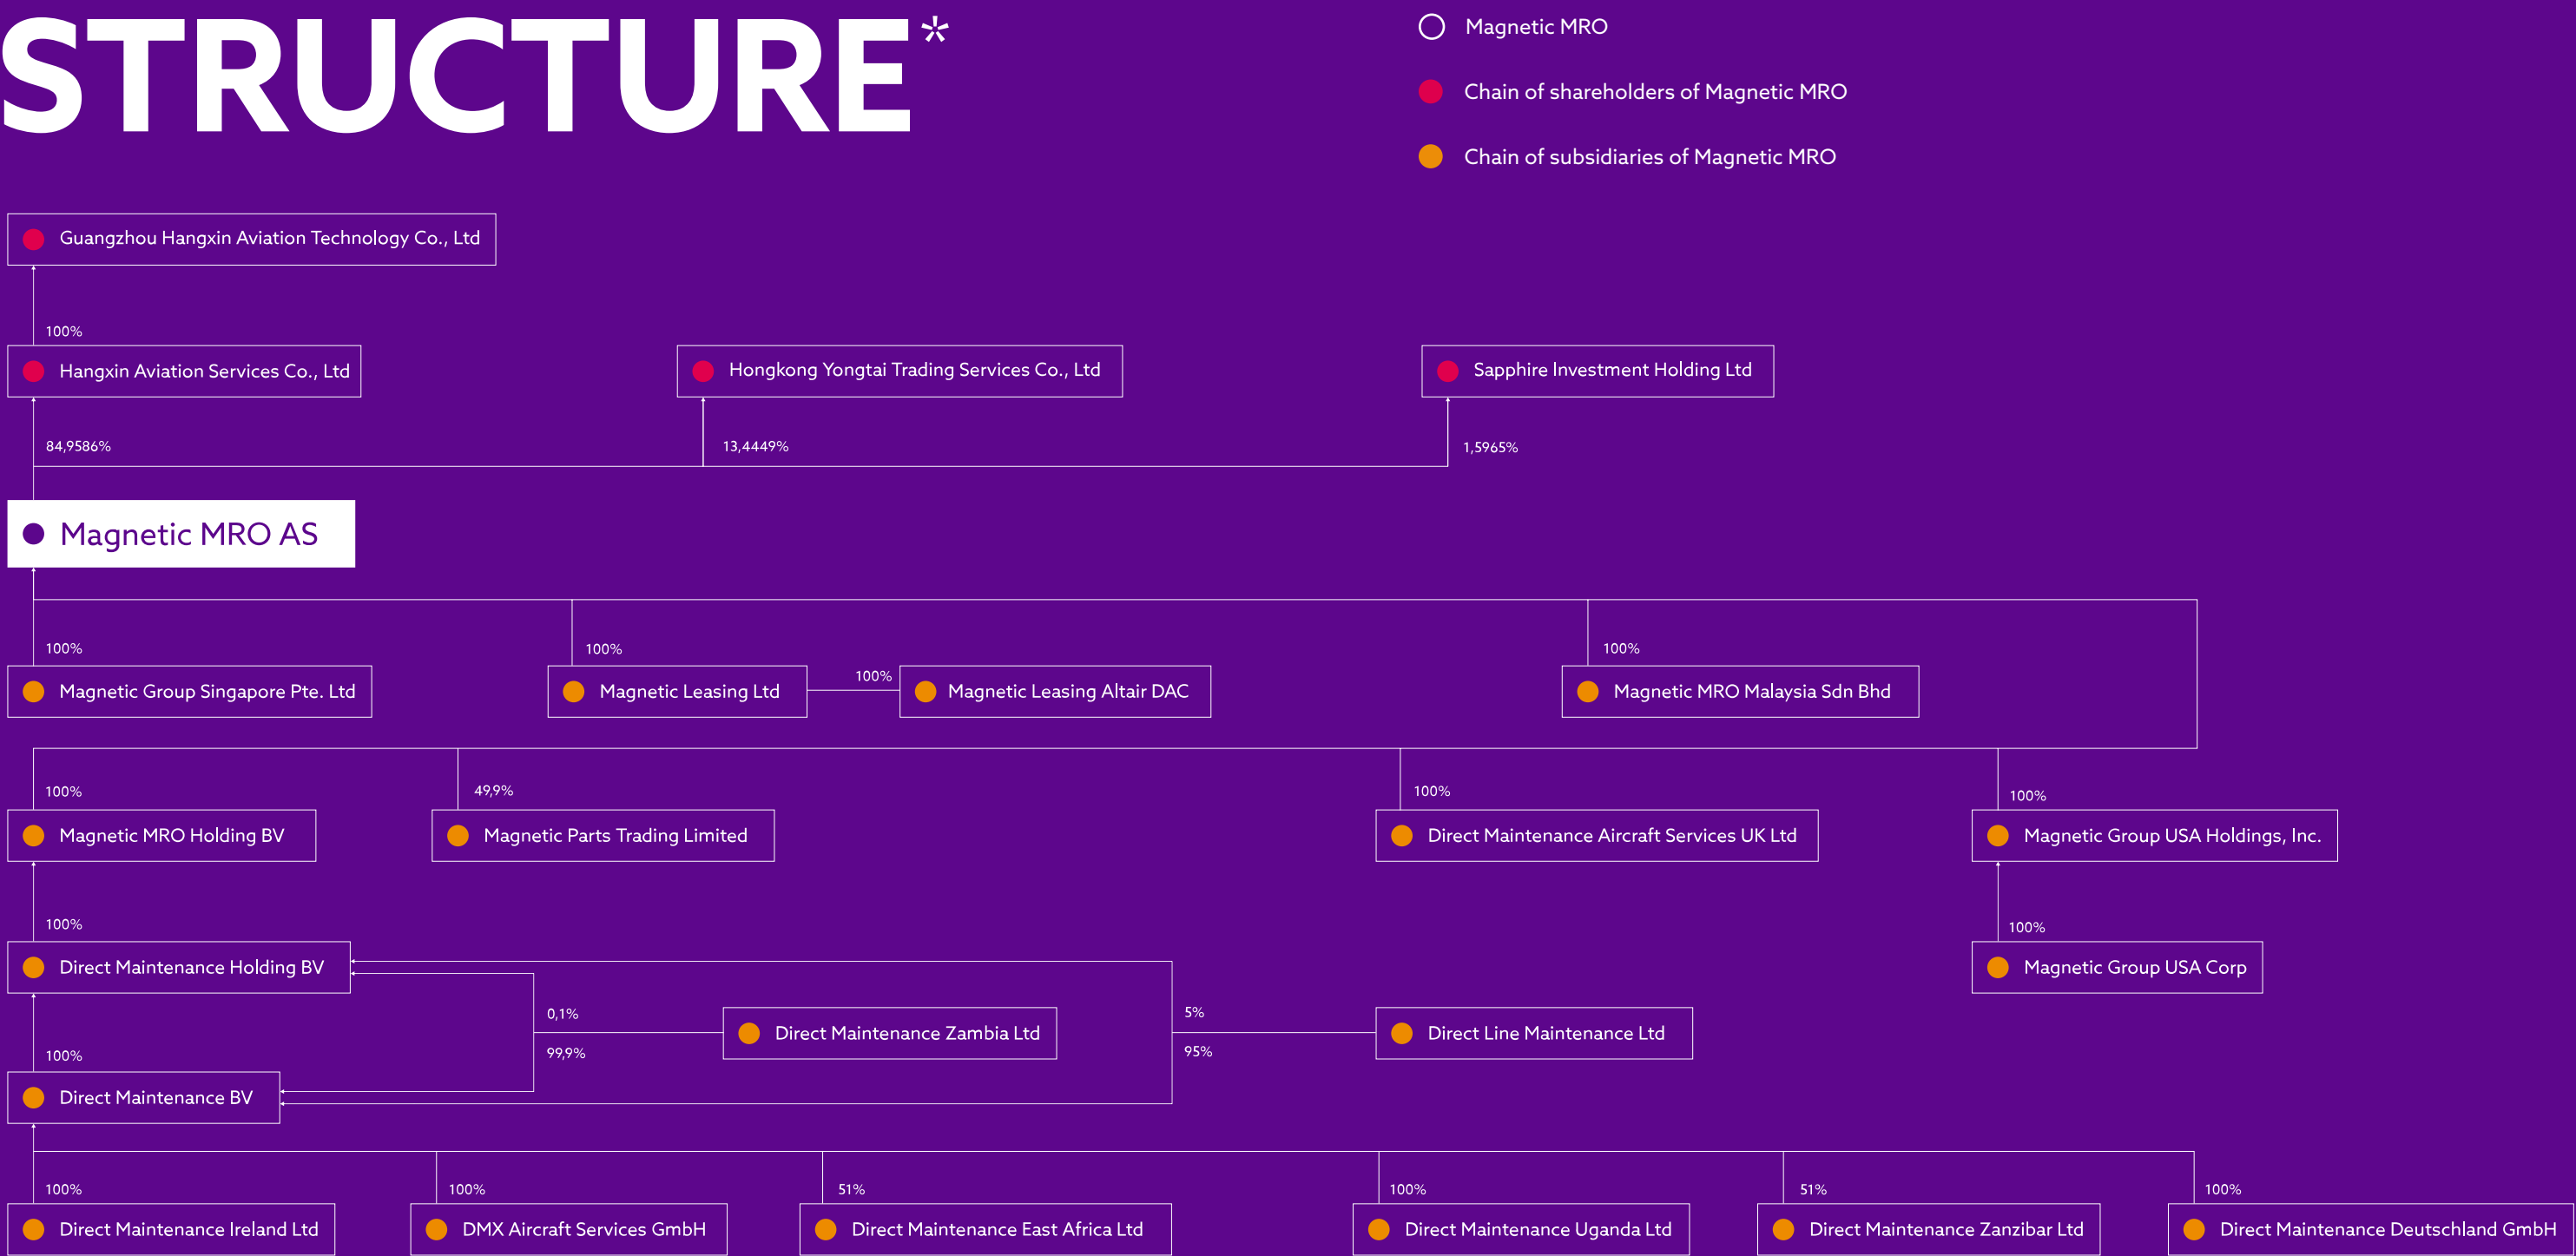 STRUCTURE*
Magnetic MRO
Chain of shareholders of Magnetic MRO
Chain of subsidiaries of Magnetic MRO
Guangzhou Hangxin Aviation Technology Co., Ltd
100%
Hangxin Aviation Services Co., Ltd
Hongkong Yongtai Trading Services Co., Ltd
Sapphire Investment Holding Ltd
84,9586%
13,4449%
1,5965%
Magnetic MRO AS
100%
100%
100%
100%
Magnetic Group Singapore Pte. Ltd
Magnetic Leasing Ltd
Magnetic Leasing Altair DAC
Magnetic MRO Malaysia Sdn Bhd
100%
49,9%
100%
100%
Magnetic MRO Holding BV
Magnetic Parts Trading Limited
Direct Maintenance Aircraft Services UK Ltd
Magnetic Group USA Holdings, Inc.
100%
100%
Direct Maintenance Holding BV
Magnetic Group USA Corp
0,1%
5%
Direct Maintenance Zambia Ltd
Direct Line Maintenance Ltd
99,9%
95%
100%
Direct Maintenance BV
100%
100%
51%
100%
51%
100%
Direct Maintenance Ireland Ltd
DMX Aircraft Services GmbH
Direct Maintenance East Africa Ltd
Direct Maintenance Uganda Ltd
Direct Maintenance Zanzibar Ltd
Direct Maintenance Deutschland GmbH